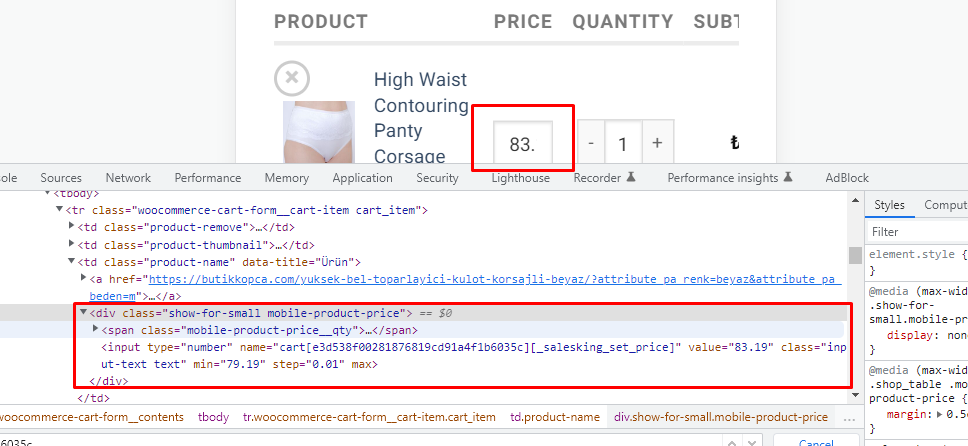 PRODUCT PRICE QUANTITY SUBT
High Waist
Contouring
Panty
Corsage
83. - 1 + ₺
sole Sources Network Performance Memory Application Security Lighthouse Recorder Performance insights AdBlock
<tbody>
<tr class="woocommerce-cart-form__cart-item cart_item">
<td class="product-remove">…</td>
<td class="product-thumbnail">…</td>
<td class="product-name" data-title="Ürün">
<a href="https://butikkopca.com/yuksek-bel-toparlayici-kulot-korsajli-beyaz/?attribute_pa_renk=beyaz&attribute_pa_
beden=m">…</a>
<div class="show-for-small mobile-product-price"> == $0
<span class="mobile-product-price__qty">…</span>
<input type="number" name="cart[e3d538f00281876819cd91a4f1b6035c][_salesking_set_price]" value="83.19" class="inp
ut-text text" min="79.19" step="0.01" max>
</div>
</td>
woocommerce-cart-form__contents tbody tr.woocommerce-cart-form__cart-item.cart_item td.product-name div.show-for-small.mobile-product-price …
6035c Cancel
Styles Comput
Filter
element.style {
}
@media (max-wid
.show-for-
small.mobile-p
display: non
}
@media (max-wid
.shop_table .mo
product-price {
margin: 0.5
}